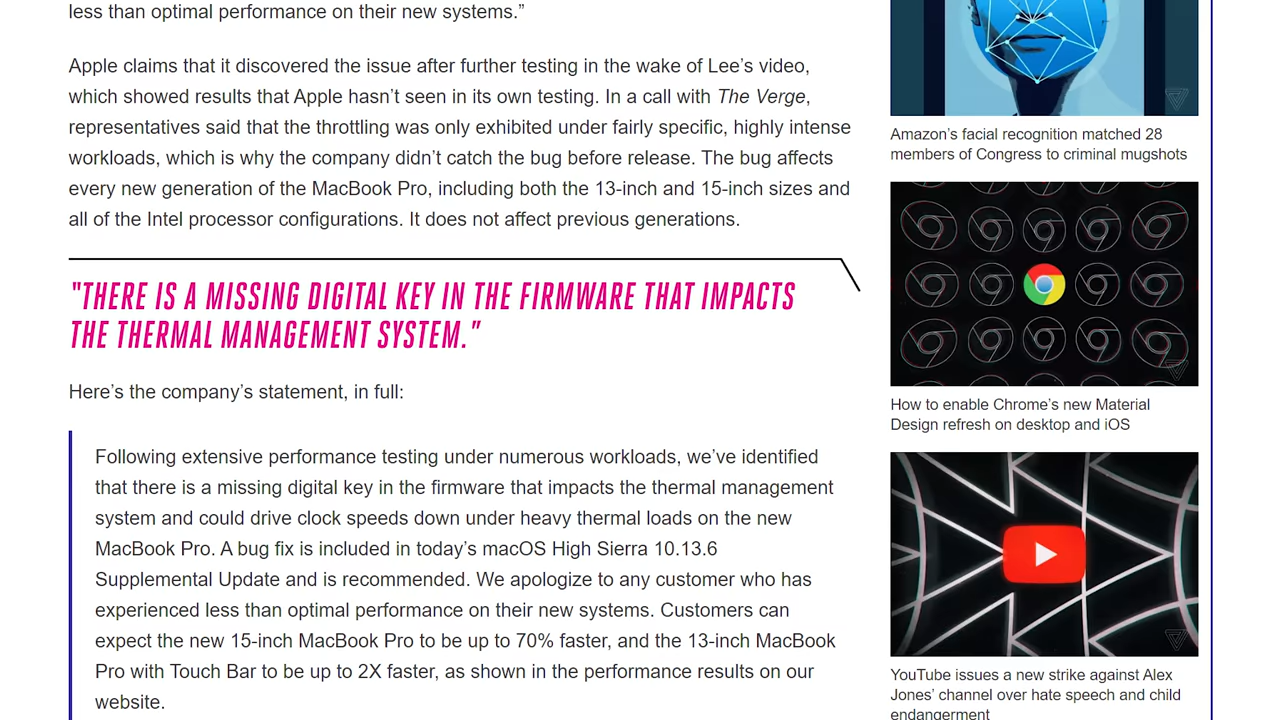 less than optimal performance on their new systems.”
Apple claims that it discovered the issue after further testing in the wake of Lee’s video,
which showed results that Apple hasn’t seen in its own testing. In a call with The Verge,
representatives said that the throttling was only exhibited under fairly specific, highly intense
workloads, which is why the company didn’t catch the bug before release. The bug affects
every new generation of the MacBook Pro, including both the 13-inch and 15-inch sizes and
all of the Intel processor configurations. It does not affect previous generations.
"THERE IS A MISSING DIGITAL KEY IN THE FIRMWARE THAT IMPACTS
THE THERMAL MANAGEMENT SYSTEM."
Here’s the company’s statement, in full:
Following extensive performance testing under numerous workloads, we’ve identified
that there is a missing digital key in the firmware that impacts the thermal management
system and could drive clock speeds down under heavy thermal loads on the new
MacBook Pro. A bug fix is included in today’s macOS High Sierra 10.13.6
Supplemental Update and is recommended. We apologize to any customer who has
experienced less than optimal performance on their new systems. Customers can
expect the new 15-inch MacBook Pro to be up to 70% faster, and the 13-inch MacBook
Pro with Touch Bar to be up to 2X faster, as shown in the performance results on our
website.
Amazon’s facial recognition matched 28
members of Congress to criminal mugshots
How to enable Chrome’s new Material
Design refresh on desktop and iOS
YouTube issues a new strike against Alex
Jones’ channel over hate speech and child
endangerment